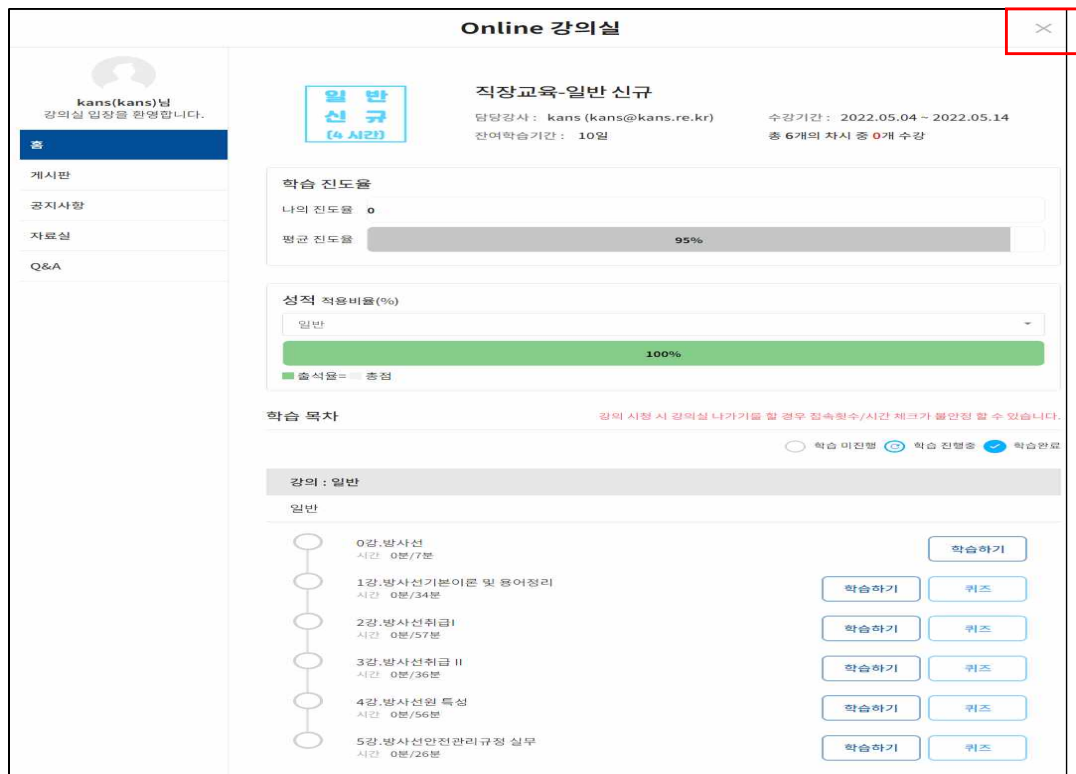 Online 강의실
kans(kans)님
강의실 입장을 환영합니다.
홈
게시판
공지사항
자료실
Q&A
일 반
신 규
(4 시간)
직장교육-일반 신규
담당강사 : kans (kans@kans.re.kr)
수강기간 : 2022.05.04 ~ 2022.05.14
잔여학습기간 : 10일
총 6개의 차시 중 0개 수강
학습 진도율
나의 진도율 0
평균 진도율 95%
성적 적용비율(%)
일반
100%
출석율= 총점
학습 목차
강의 시청 시 강의실 나가기를 할 경우 접속횟수/시간 체크가 불안정 할 수 있습니다.
학습 미진행 학습 진행중 학습완료
강의 : 일반
일반
0강.방사선
시간 0분/7분
학습하기
1강.방사선기본이론 및 용어정리
시간 0분/34분
학습하기 퀴즈
2강.방사선취급I
시간 0분/57분
학습하기 퀴즈
3강.방사선취급 II
시간 0분/36분
학습하기 퀴즈
4강.방사선원 특성
시간 0분/56분
학습하기 퀴즈
5강.방사선안전관리규정 실무
시간 0분/26분
학습하기 퀴즈